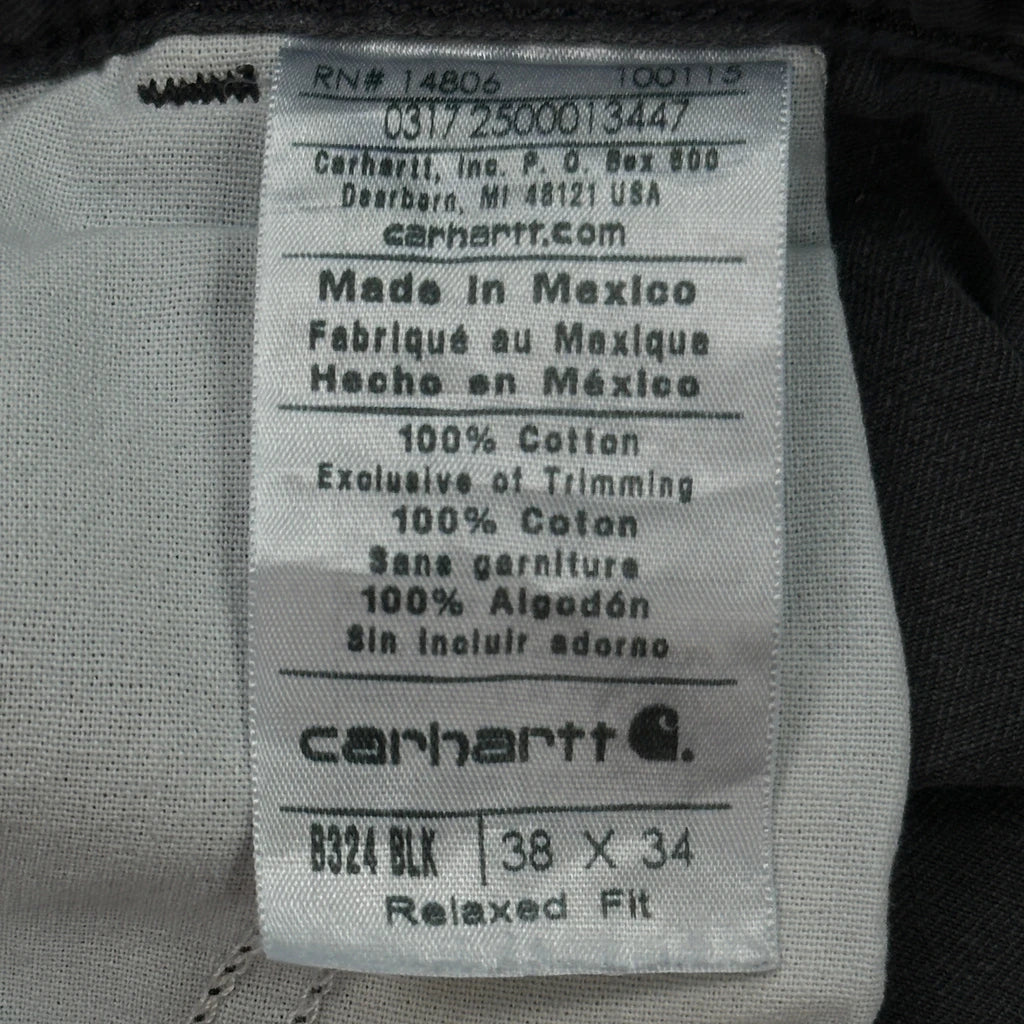 RN# 14806 100115
0317 2500013447
Carhartt, Inc. P. O. Box 600
Dearborn, MI 48121 USA
carhartt.com
Made in Mexico
Fabriqué au Mexique
Hecho en México
100% Cotton
Exclusive of Trimming
100% Coton
Sans garniture
100% Algodón
Sin incluir adorno
carhartt
B324 BLK 38 X 34
Relaxed Fit